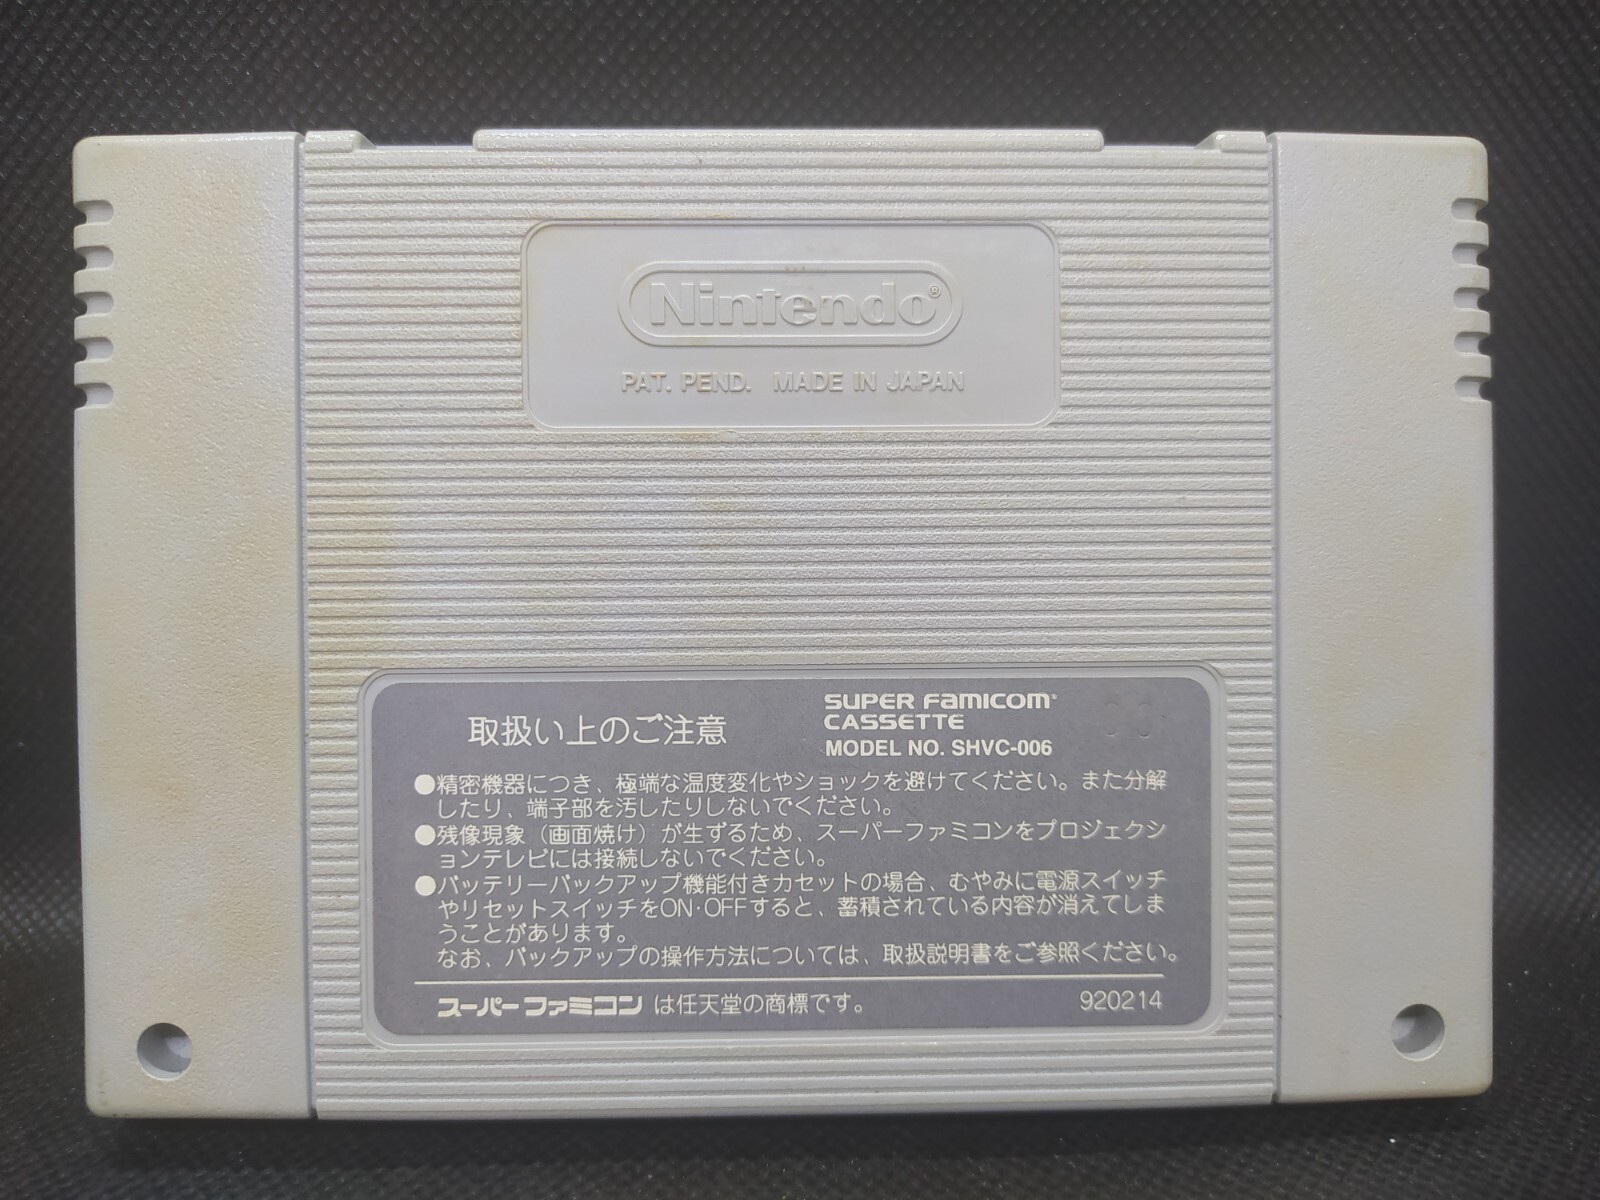 Nintendo®
PAT. PEND. MADE IN JAPAN
取扱い上のご注意
SUPER FAMICOM®
CASSETTE
MODEL NO. SHVC-006
●精密機器につき、極端な温度変化やショックを避けてください。また分解
したり、端子部を汚したりしないでください。
●残像現象（画面焼け）が生ずるため、スーパーファミコンをプロジェクシ
ョンテレビには接続しないでください。
●バッテリーバックアップ機能付きカセットの場合、むやみに電源スイッチ
やリセットスイッチをON・OFFすると、蓄積されている内容が消えてしま
うことがあります。
なお、バックアップの操作方法については、取扱説明書をご参照ください。
スーパーファミコン は任天堂の商標です。
920214